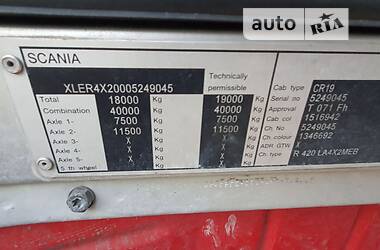 auto RIA
SCANIA
XLER4X20005249045
Technically
permissible
Total 18000 Kg 19000 Kg
Combination 40000 Kg 40000 Kg
Axle 1- 7500 Kg 7500 Kg
Axle 2- 11500 Kg 11500 Kg
Axle 3- X Kg X Kg
Axle 4- X Kg X Kg
Axle 5- X Kg X Kg
5 th wheel X Kg X
Cab type CR19
Serial no 5249045
Approval T 071 Fh
Cab col 1516942
Ch No 5249045
Ch colour 1346692
ADR GTW X
Ch. type R 420 LA4X2MEB